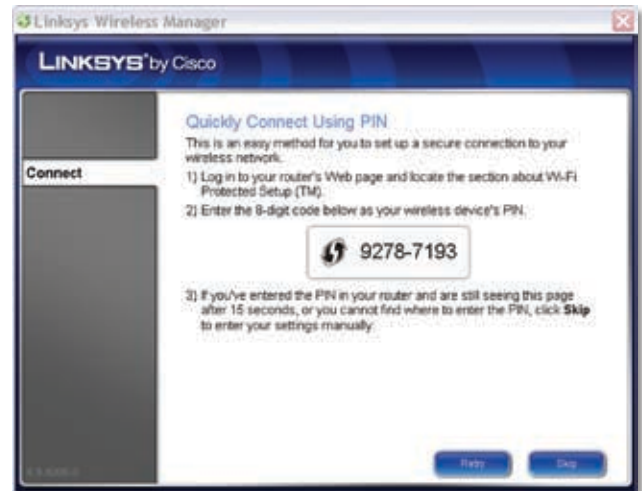 Linksys Wireless Manager
LINKSYS® by Cisco
Connect
Quickly Connect Using PIN
This is an easy method for you to set up a secure connection to your
wireless network.
1) Log in to your router's Web page and locate the section about Wi-Fi
Protected Setup (TM).
2) Enter the 8-digit code below as your wireless device's PIN.
9278-7193
3) If you've entered the PIN in your router and are still seeing this page
after 15 seconds, or you cannot find where to enter the PIN, click Skip
to enter your settings manually.
Retry
Skip